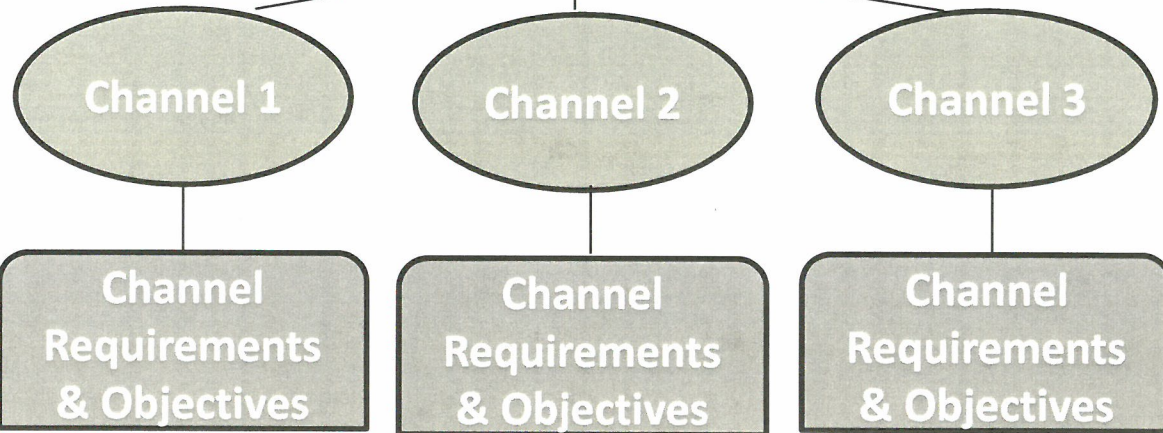 Channel 1
Channel 2
Channel 3
Channel
Requirements
& Objectives
Channel
Requirements
& Objectives
Channel
Requirements
& Objectives